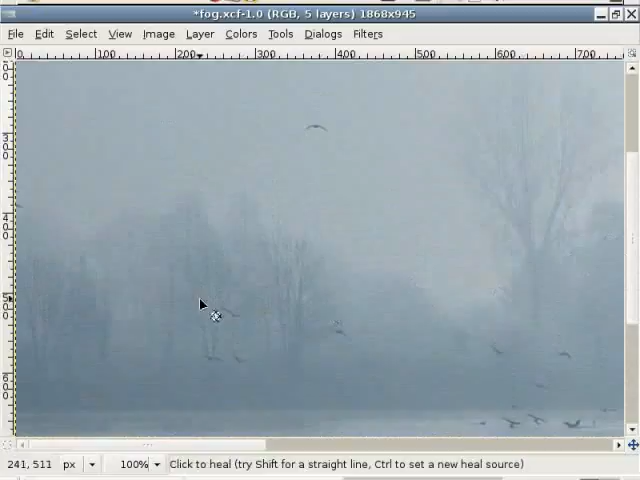 *fog.xcf-1.0 (RGB, 5 layers) 1868x945
File Edit Select View Image Layer Colors Tools Dialogs Filters
0 100 200 300 400 500 600 700
241, 511 px 100% Click to heal (try Shift for a straight line, Ctrl to set a new heal source)